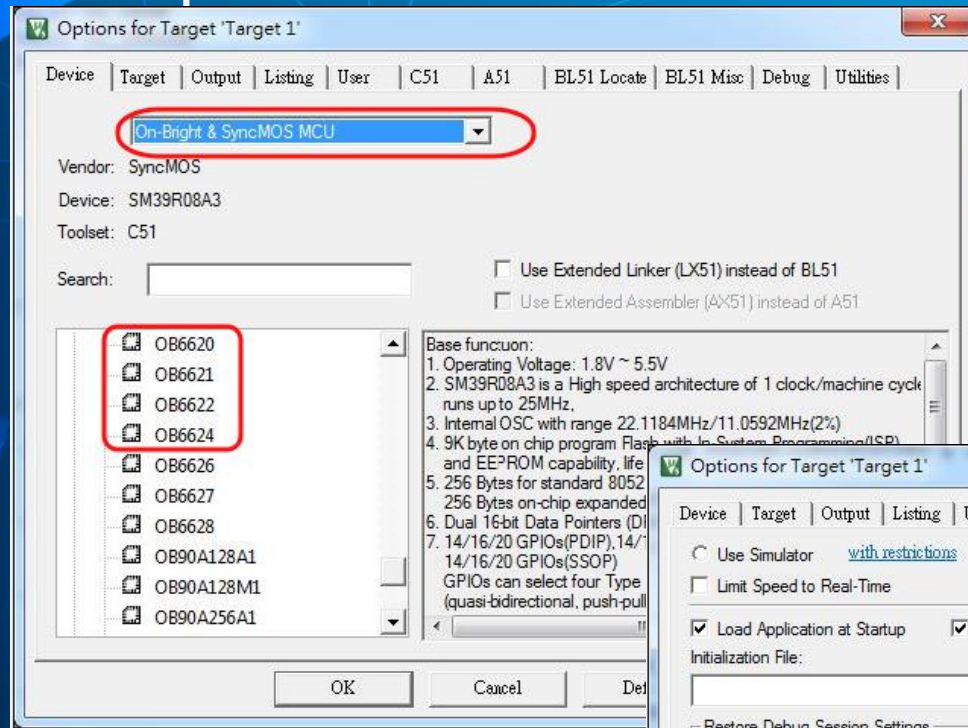 Options for Target 'Target 1'
Device Target Output Listing User C51 A51 BL51 Locate BL51 Misc Debug Utilities
On-Bright & SyncMOS MCU
Vendor: SyncMOS
Device: SM39R08A3
Toolset: C51
Search:
Use Extended Linker (LX51) instead of BL51
Use Extended Assembler (AX51) instead of A51
OB6620
OB6621
OB6622
OB6624
OB6626
OB6627
OB6628
OB90A128A1
OB90A128M1
OB90A256A1
Base function:
1. Operating Voltage: 1.8V ~ 5.5V
2. SM39R08A3 is a High speed architecture of 1 clock/machine cycle
runs up to 25MHz,
3. Internal OSC with range 22.1184MHz/11.0592MHz(2%)
4. 9K byte on chip program Flash with In-System Programming(ISP)
and EEPROM capability, life
5. 256 Bytes for standard 8052
256 Bytes on-chip expanded
6. Dual 16-bit Data Pointers (D
7. 14/16/20 GPIOs(PDIP),14/
14/16/20 GPIOs(SSOP)
GPIOs can select four Type
(quasi-bidirectional, push-pull
OK Cancel Def
Options for Target 'Target 1'
Device Target Output Listing U
Use Simulator with restrictions
Limit Speed to Real-Time
Load Application at Startup
Initialization File:
Restore Debug Session Settings